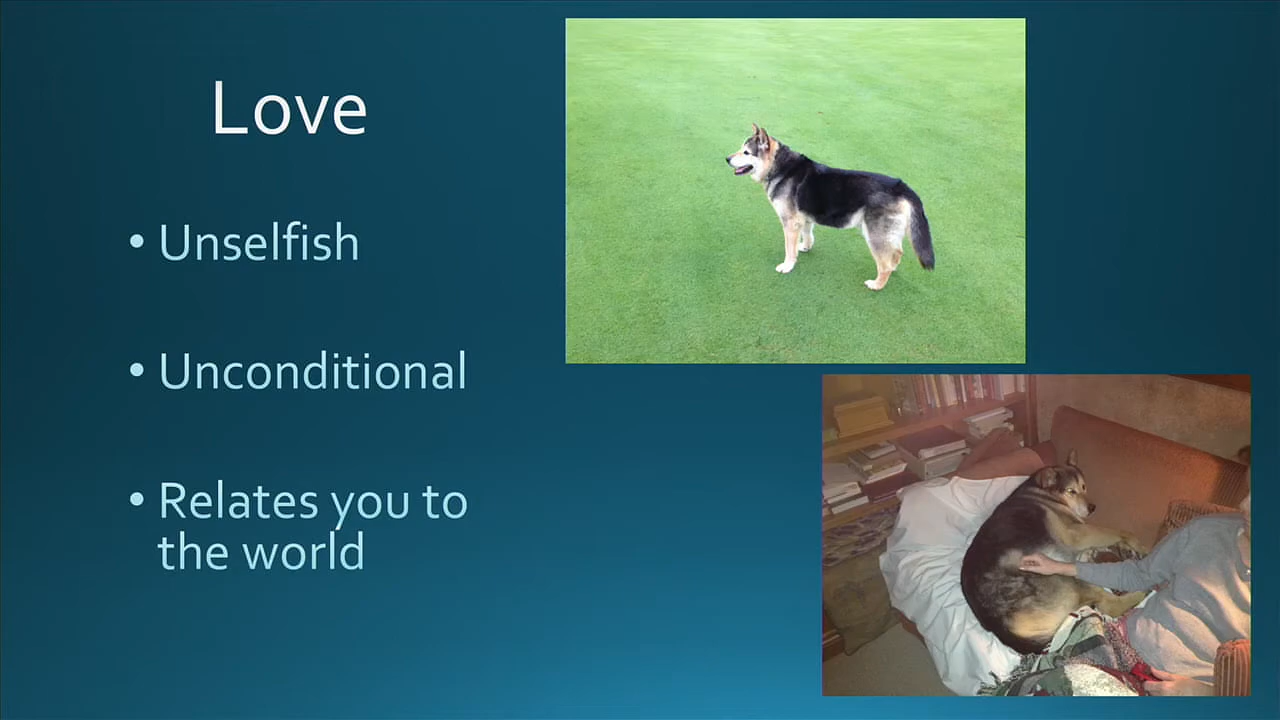 Love
• Unselfish
• Unconditional
• Relates you to
the world